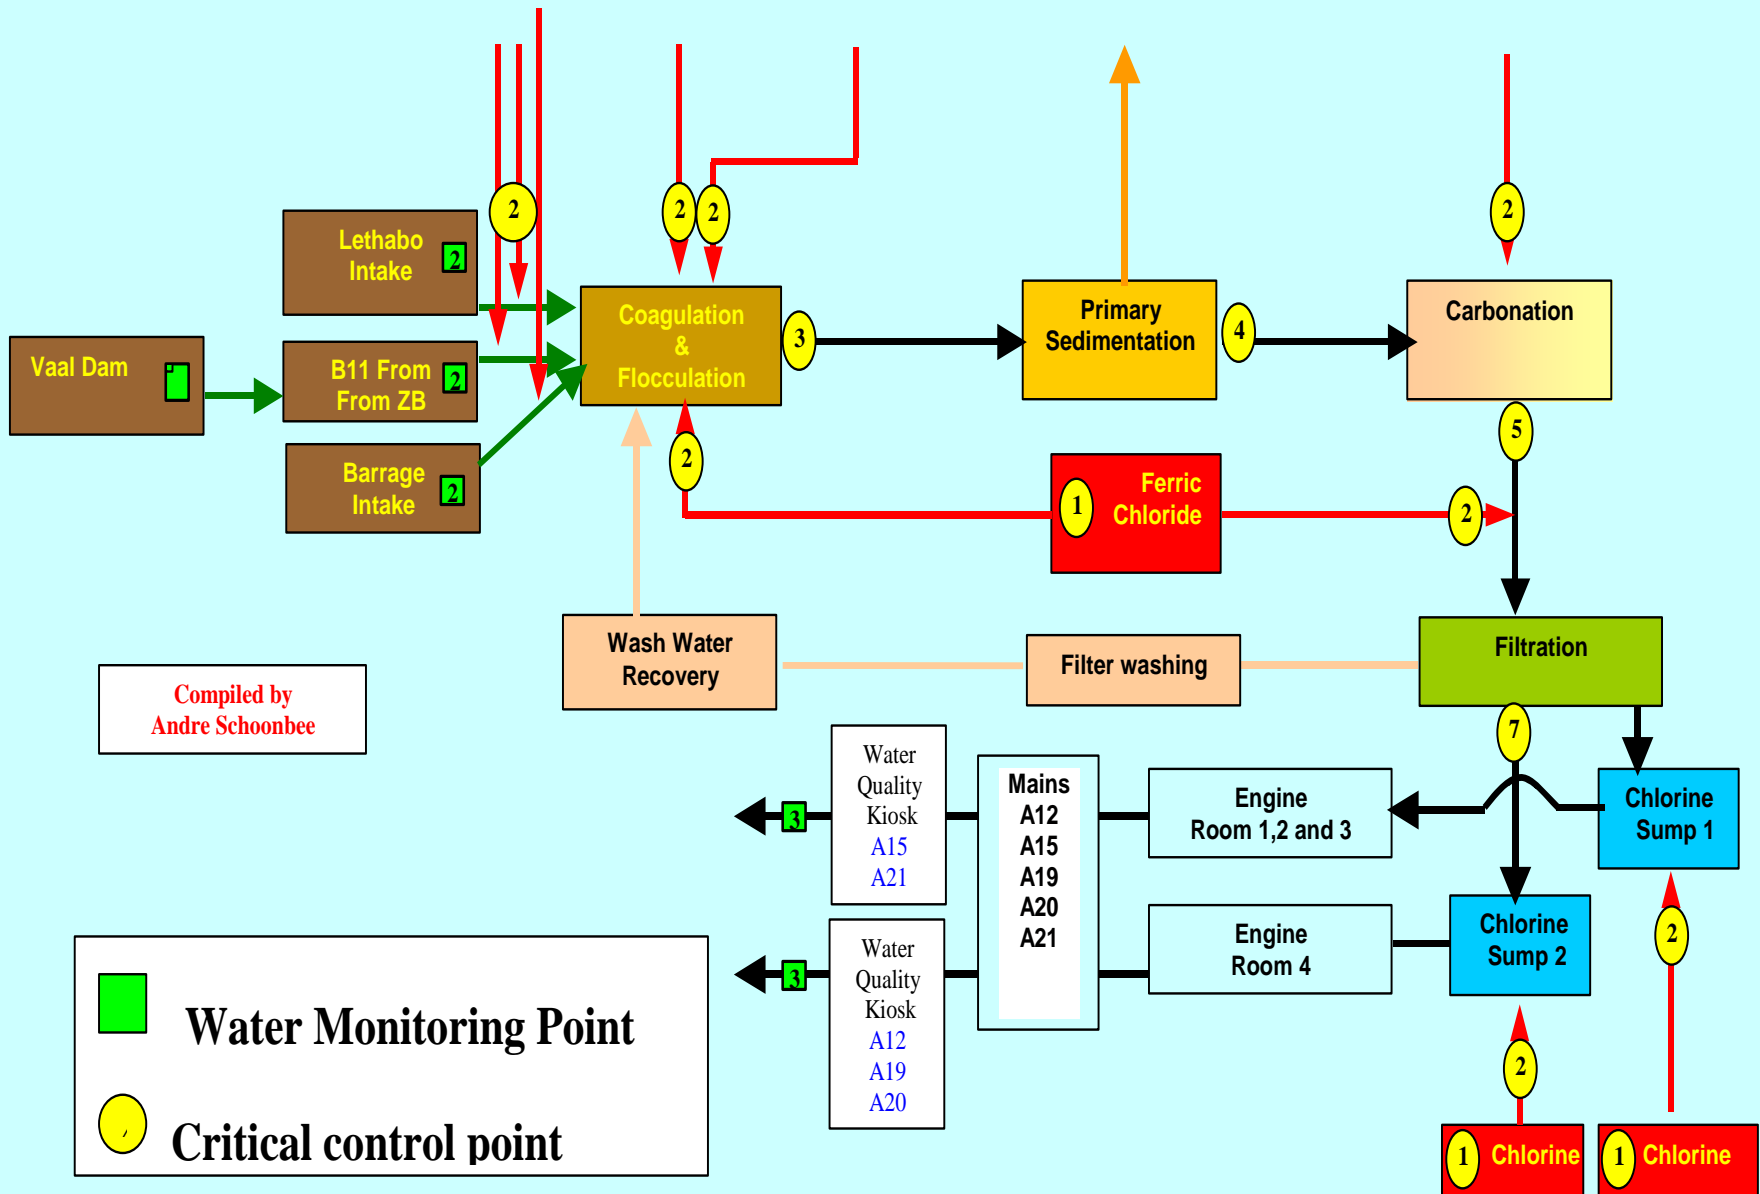 2
2
2
2
Lethabo
Intake
2
Vaal Dam
B11 From
From ZB
2
Barrage
Intake
2
Coagulation
&
Flocculation
3
Primary
Sedimentation
4
Carbonation
5
2
1
Ferric
Chloride
2
Wash Water
Recovery
Filter washing
Filtration
Compiled by
Andre Schoonbee
7
Water
Quality
Kiosk
A15
A21
3
Mains
A12
A15
A19
A20
A21
Engine
Room 1,2 and 3
Chlorine
Sump 1
Water
Quality
Kiosk
A12
A19
A20
3
Engine
Room 4
Chlorine
Sump 2
2
2
Water Monitoring Point
Critical control point
1 Chlorine
1 Chlorine